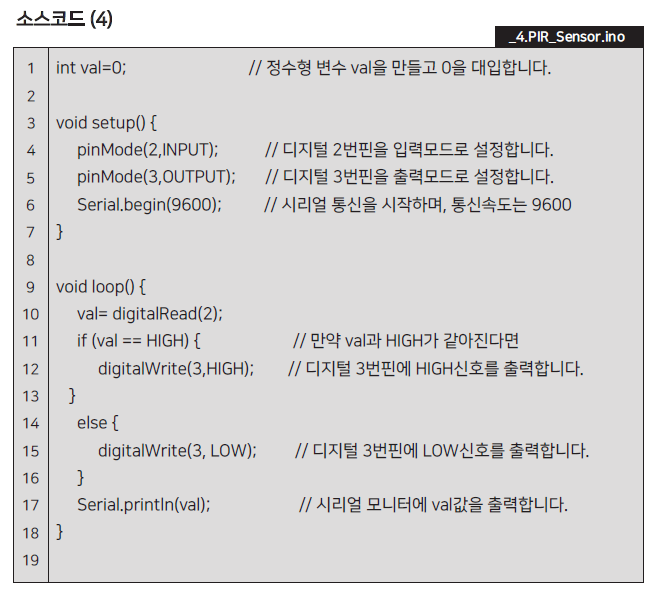 소스코드 (4)
_4.PIR_Sensor.ino
1 int val=0; // 정수형 변수 val을 만들고 0을 대입합니다.
2
3 void setup() {
4 pinMode(2,INPUT); // 디지털 2번핀을 입력모드로 설정합니다.
5 pinMode(3,OUTPUT); // 디지털 3번핀을 출력모드로 설정합니다.
6 Serial.begin(9600); // 시리얼 통신을 시작하며, 통신속도는 9600
7 }
8
9 void loop() {
10 val= digitalRead(2);
11 if (val == HIGH) { // 만약 val과 HIGH가 같아진다면
12 digitalWrite(3,HIGH); // 디지털 3번핀에 HIGH신호를 출력합니다.
13 }
14 else {
15 digitalWrite(3, LOW); // 디지털 3번핀에 LOW신호를 출력합니다.
16 }
17 Serial.println(val); // 시리얼 모니터에 val값을 출력합니다.
18 }
19